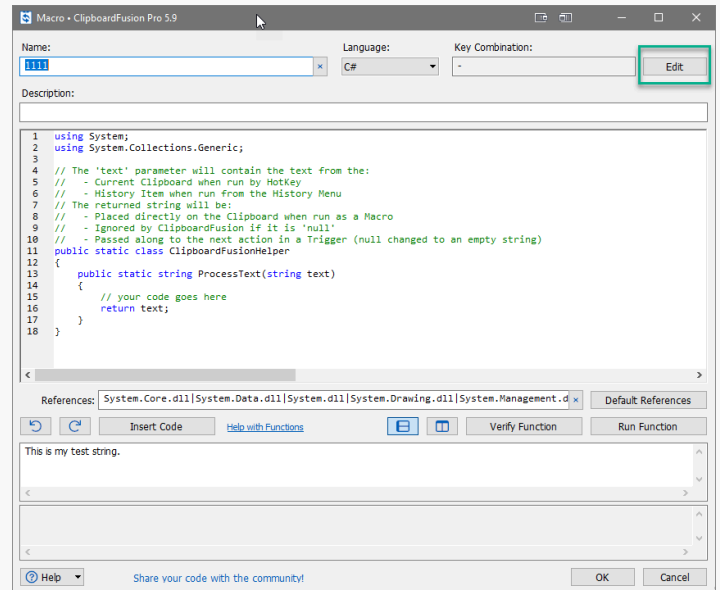 Macro • ClipboardFusion Pro 5.9
Name: Language: Key Combination:
1111 × C# - Edit
Description:
1 using System;
2 using System.Collections.Generic;
3
4 // The 'text' parameter will contain the text from the:
5 //   - Current Clipboard when run by HotKey
6 //   - History Item when run from the History Menu
7 // The returned string will be:
8 //   - Placed directly on the Clipboard when run as a Macro
9 //   - Ignored by ClipboardFusion if it is 'null'
10 //   - Passed along to the next action in a Trigger (null changed to an empty string)
11 public static class ClipboardFusionHelper
12 {
13     public static string ProcessText(string text)
14     {
15         // your code goes here
16         return text;
17     }
18 }
References: System.Core.dll|System.Data.dll|System.dll|System.Drawing.dll|System.Management.d × Default References
Insert Code Help with Functions Verify Function Run Function
This is my test string.
? Help Share your code with the community! OK Cancel